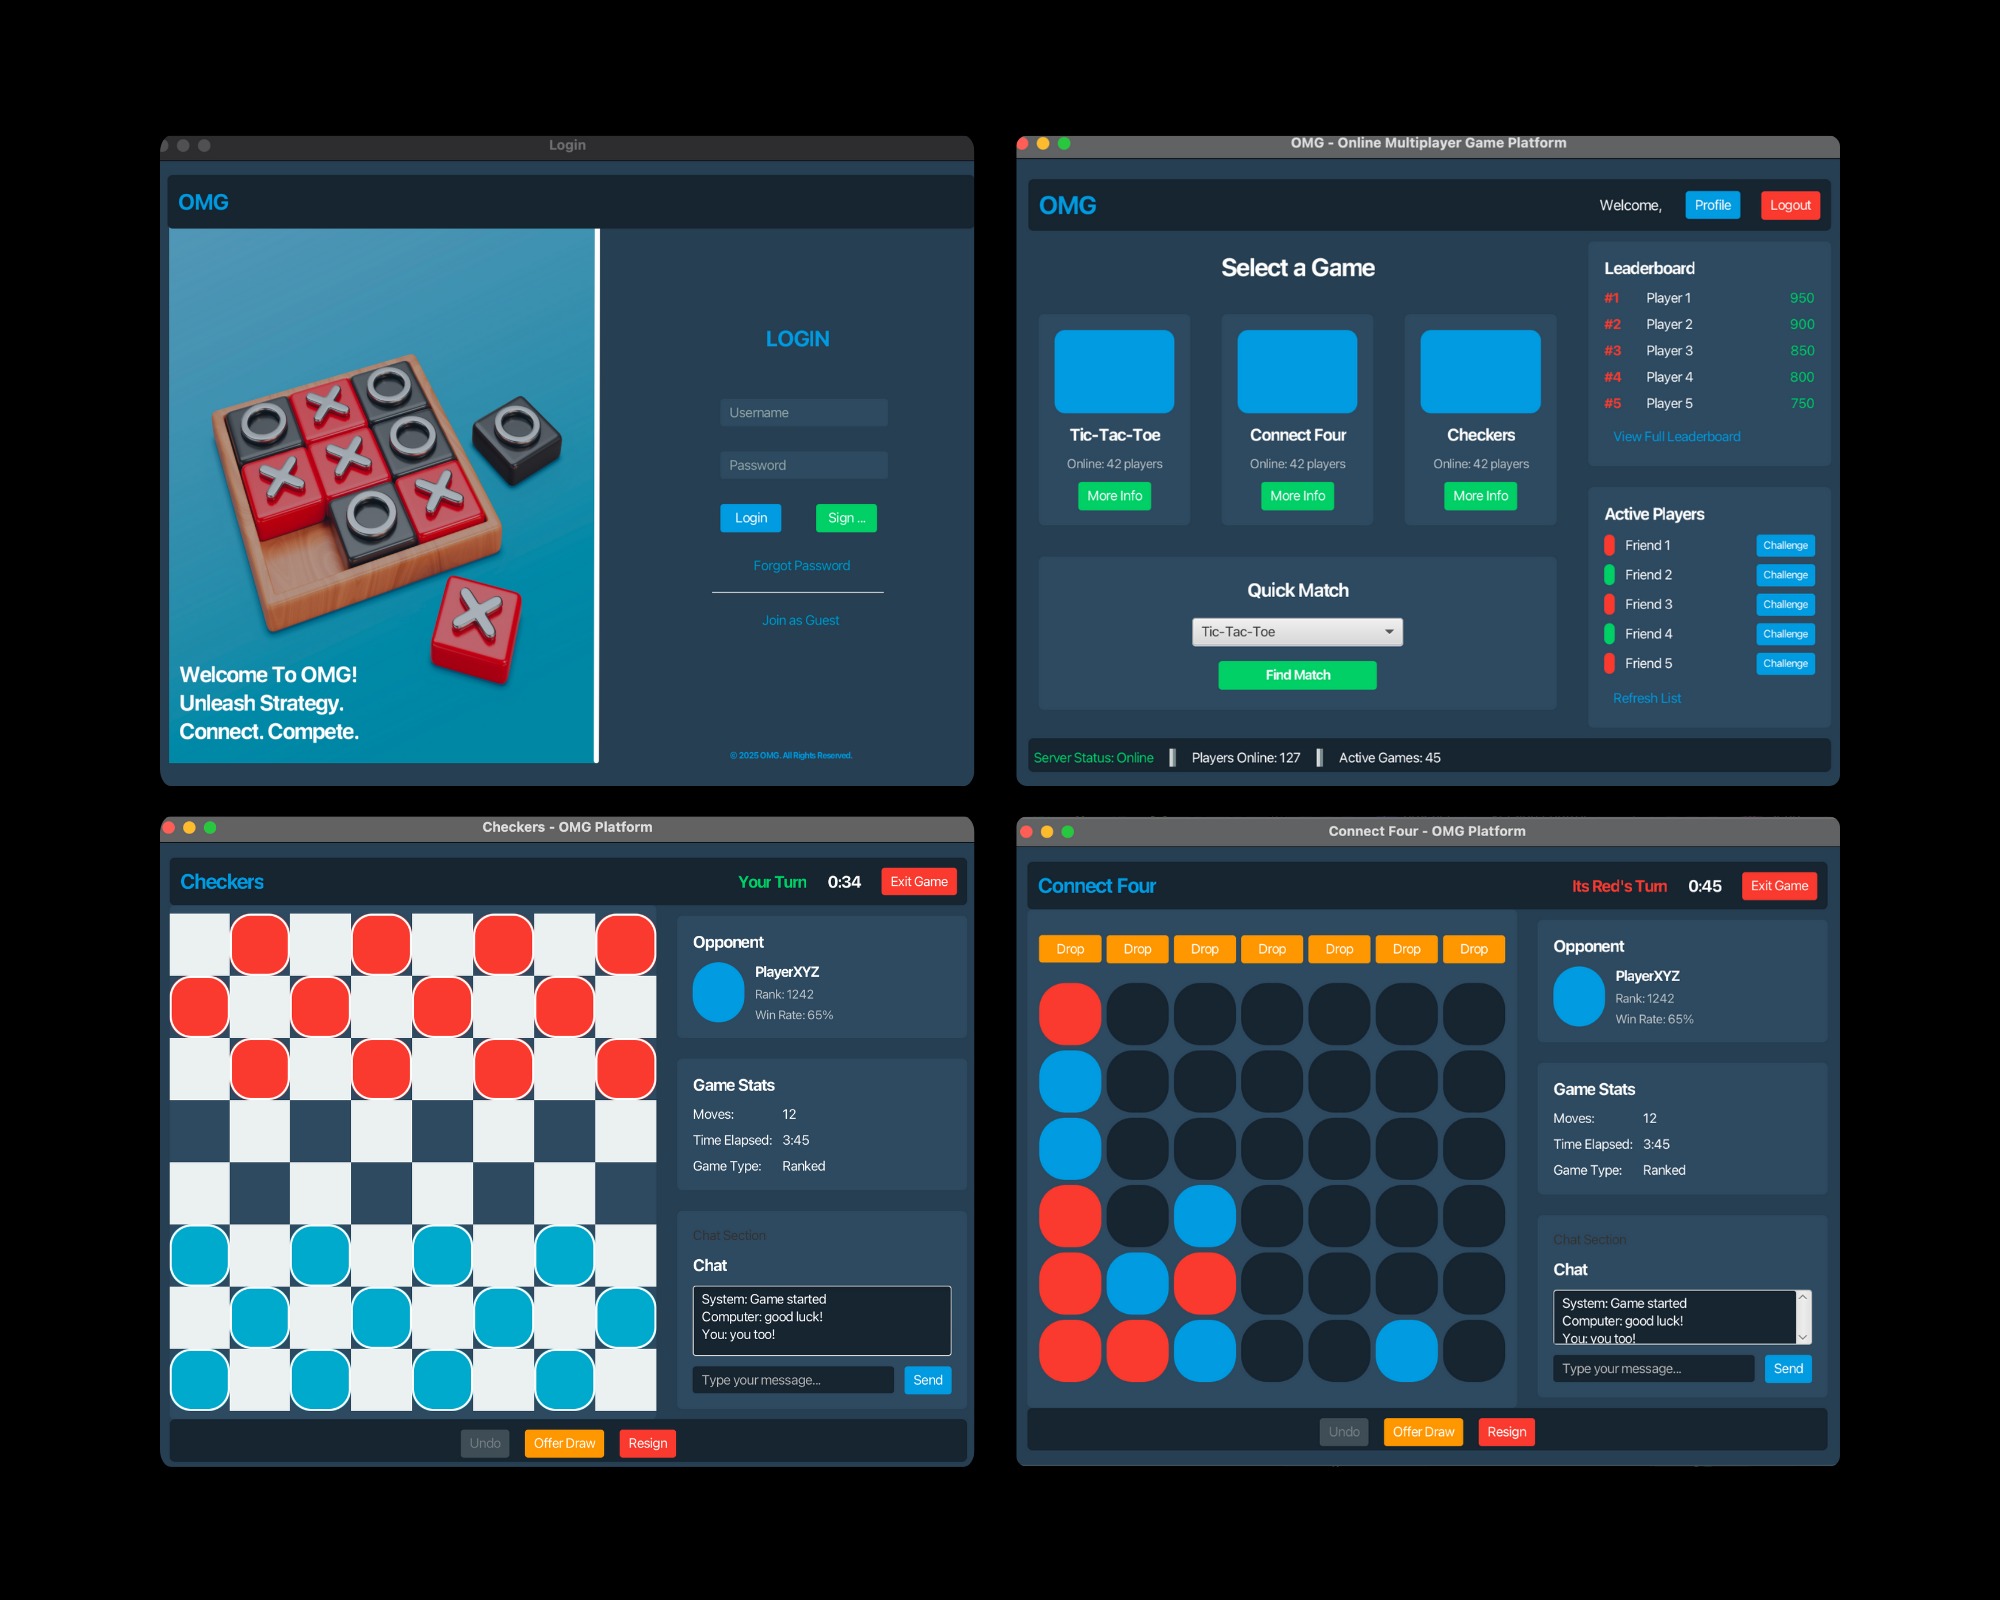 Login
OMG
LOGIN
Username
Password
Login
Sign ...
Forgot Password
Join as Guest
Welcome To OMG!
Unleash Strategy.
Connect. Compete.
© 2025 OMG. All Rights Reserved.
OMG - Online Multiplayer Game Platform
OMG
Welcome,
Profile
Logout
Select a Game
Tic-Tac-Toe
Online: 42 players
More Info
Connect Four
Online: 42 players
More Info
Checkers
Online: 42 players
More Info
Quick Match
Tic-Tac-Toe
Find Match
Leaderboard
#1 Player 1 950
#2 Player 2 900
#3 Player 3 850
#4 Player 4 800
#5 Player 5 750
View Full Leaderboard
Active Players
Friend 1 Challenge
Friend 2 Challenge
Friend 3 Challenge
Friend 4 Challenge
Friend 5 Challenge
Refresh List
Server Status: Online
Players Online: 127
Active Games: 45
Checkers - OMG Platform
Checkers
Your Turn
0:34
Exit Game
Opponent
PlayerXYZ
Rank: 1242
Win Rate: 65%
Game Stats
Moves: 12
Time Elapsed: 3:45
Game Type: Ranked
Chat Section
Chat
System: Game started
Computer: good luck!
You: you too!
Type your message...
Send
Undo
Offer Draw
Resign
Connect Four - OMG Platform
Connect Four
Its Red's Turn
0:45
Exit Game
Drop Drop Drop Drop Drop Drop Drop
Opponent
PlayerXYZ
Rank: 1242
Win Rate: 65%
Game Stats
Moves: 12
Time Elapsed: 3:45
Game Type: Ranked
Chat Section
Chat
System: Game started
Computer: good luck!
You: you too!
Type your message...
Send
Undo
Offer Draw
Resign